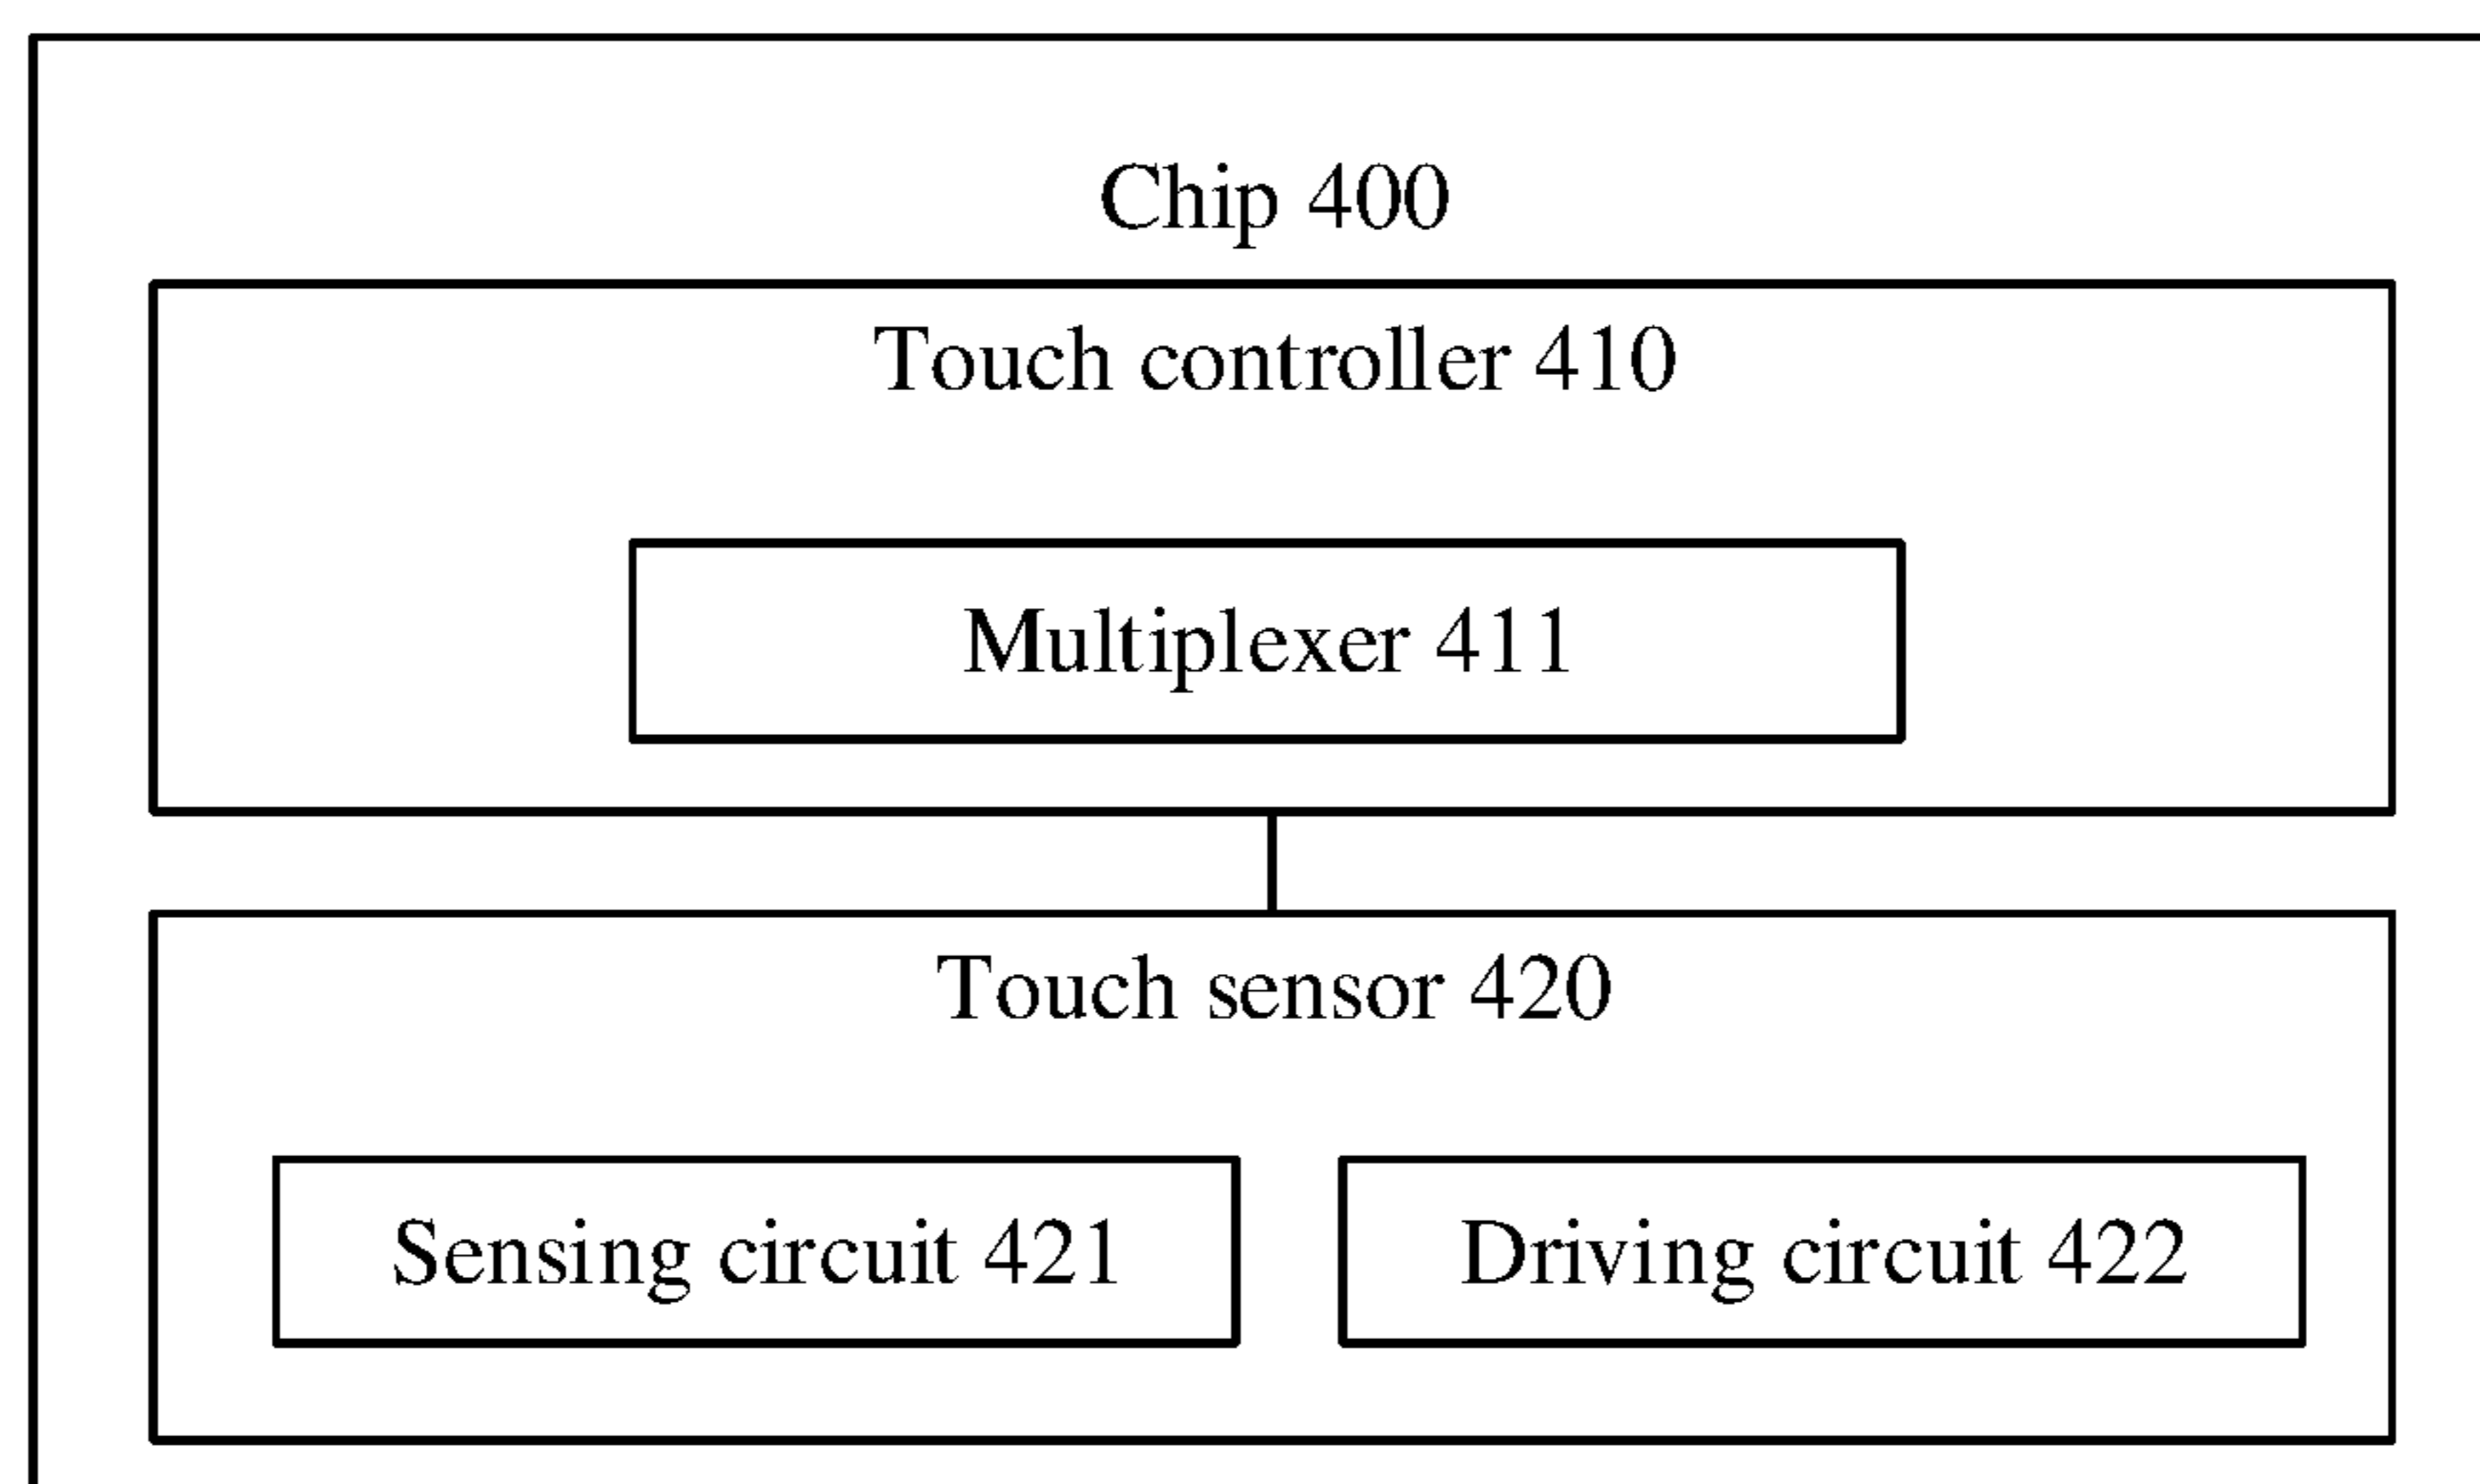 Chip 400
Touch controller 410
Multiplexer 411
Touch sensor 420
Sensing circuit 421
Driving circuit 422